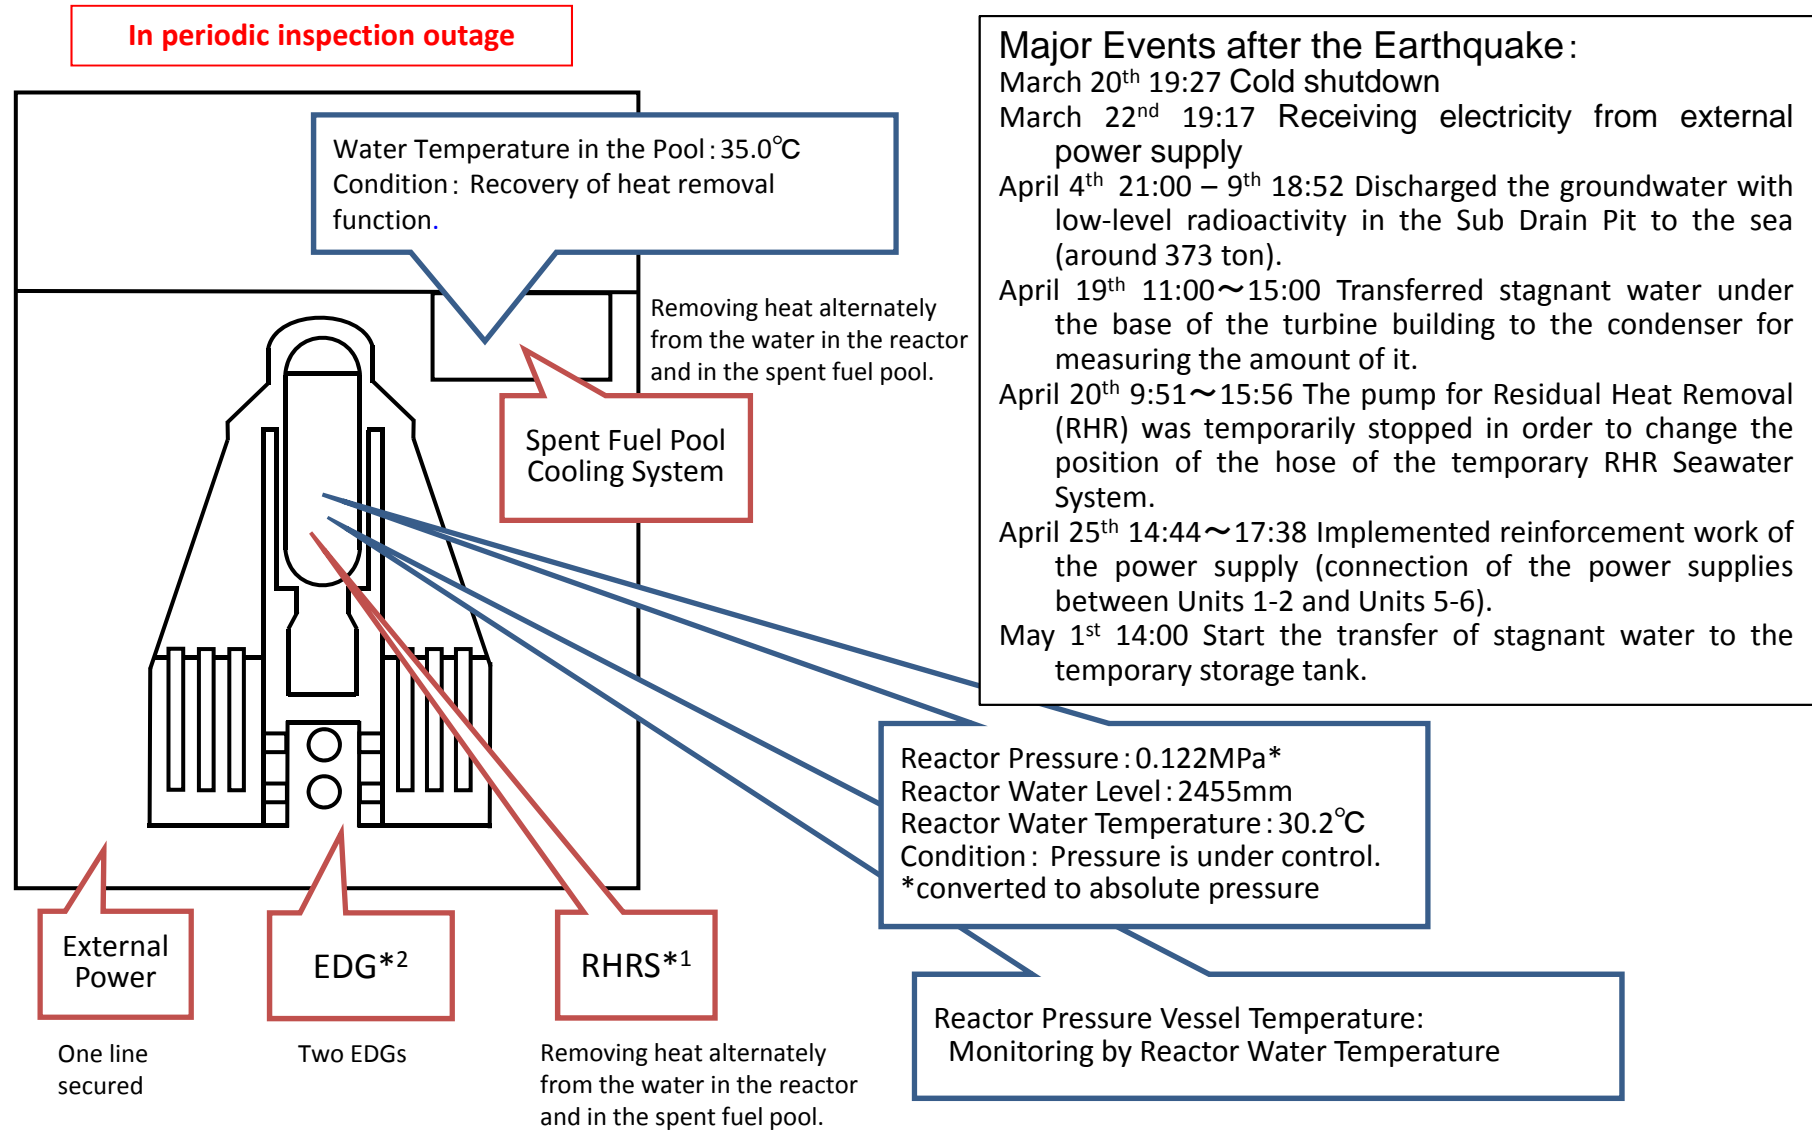 In periodic inspection outage
Water Temperature in the Pool：35.0℃
Condition： Recovery of heat removal
function.
Removing heat alternately
from the water in the reactor
and in the spent fuel pool.
Spent Fuel Pool
Cooling System
Major Events after the Earthquake：
March 20th 19:27 Cold shutdown
March 22nd 19:17 Receiving electricity from external
power supply
April 4th 21:00 – 9th 18:52 Discharged the groundwater with
low-level radioactivity in the Sub Drain Pit to the sea
(around 373 ton).
April 19th 11:00～15:00 Transferred stagnant water under
the base of the turbine building to the condenser for
measuring the amount of it.
April 20th 9:51～15:56 The pump for Residual Heat Removal
(RHR) was temporarily stopped in order to change the
position of the hose of the temporary RHR Seawater
System.
April 25th 14:44～17:38 Implemented reinforcement work of
the power supply (connection of the power supplies
between Units 1-2 and Units 5-6).
May 1st 14:00 Start the transfer of stagnant water to the
temporary storage tank.
Reactor Pressure：0.122MPa*
Reactor Water Level：2455mm
Reactor Water Temperature：30.2℃
Condition： Pressure is under control.
*converted to absolute pressure
External
Power
EDG*2
RHRS*1
One line
secured
Two EDGs
Removing heat alternately
from the water in the reactor
and in the spent fuel pool.
Reactor Pressure Vessel Temperature:
Monitoring by Reactor Water Temperature